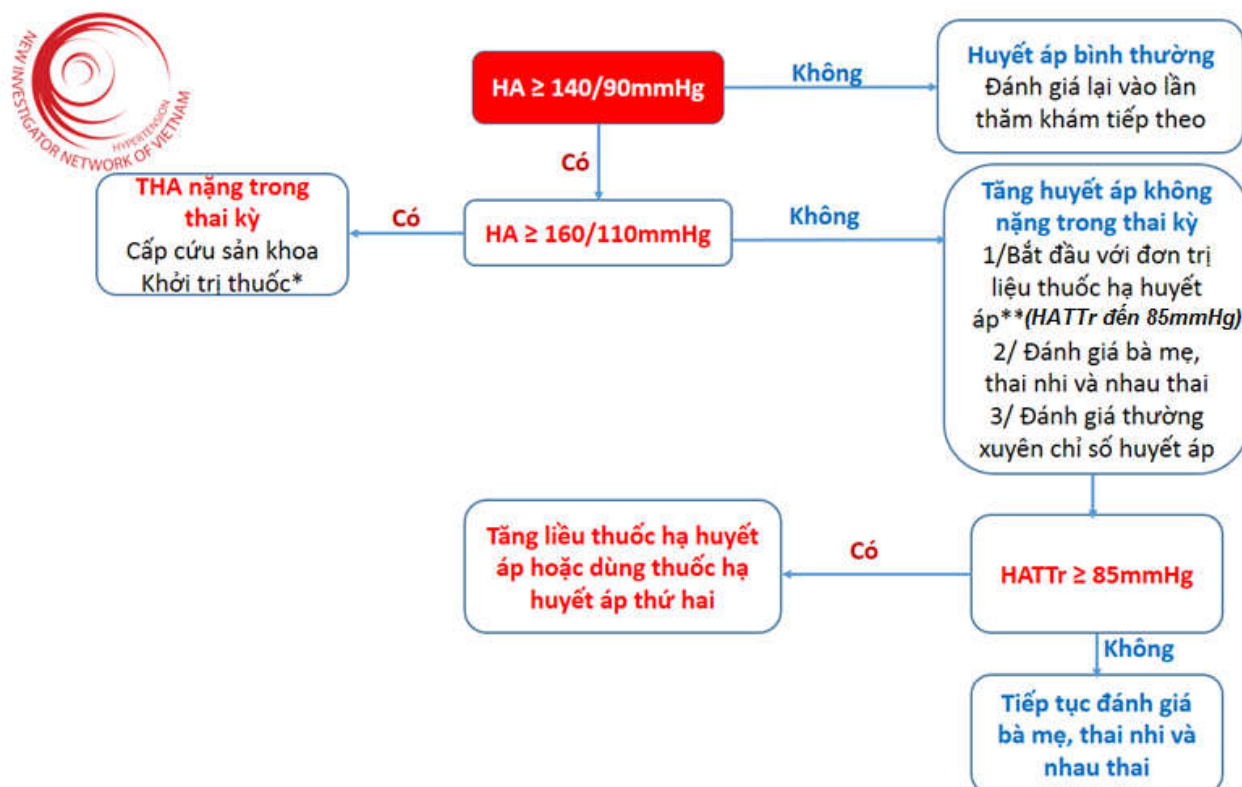 NEW INVESTIGATOR NETWORK OF VIETNAM
HYPERTENSION
HA ≥ 140/90mmHg
Không
Huyết áp bình thường
Đánh giá lại vào lần
thăm khám tiếp theo
Có
THA nặng trong
thai kỳ
Cấp cứu sản khoa
Khởi trị thuốc*
Có
HA ≥ 160/110mmHg
Không
Tăng huyết áp không
nặng trong thai kỳ
1/Bắt đầu với đơn trị
liệu thuốc hạ huyết
áp**(HATTr đến 85mmHg)
2/ Đánh giá bà mẹ,
thai nhi và nhau thai
3/ Đánh giá thường
xuyên chỉ số huyết áp
Tăng liều thuốc hạ huyết
áp hoặc dùng thuốc hạ
huyết áp thứ hai
Có
HATTr ≥ 85mmHg
Không
Tiếp tục đánh giá
bà mẹ, thai nhi và
nhau thai